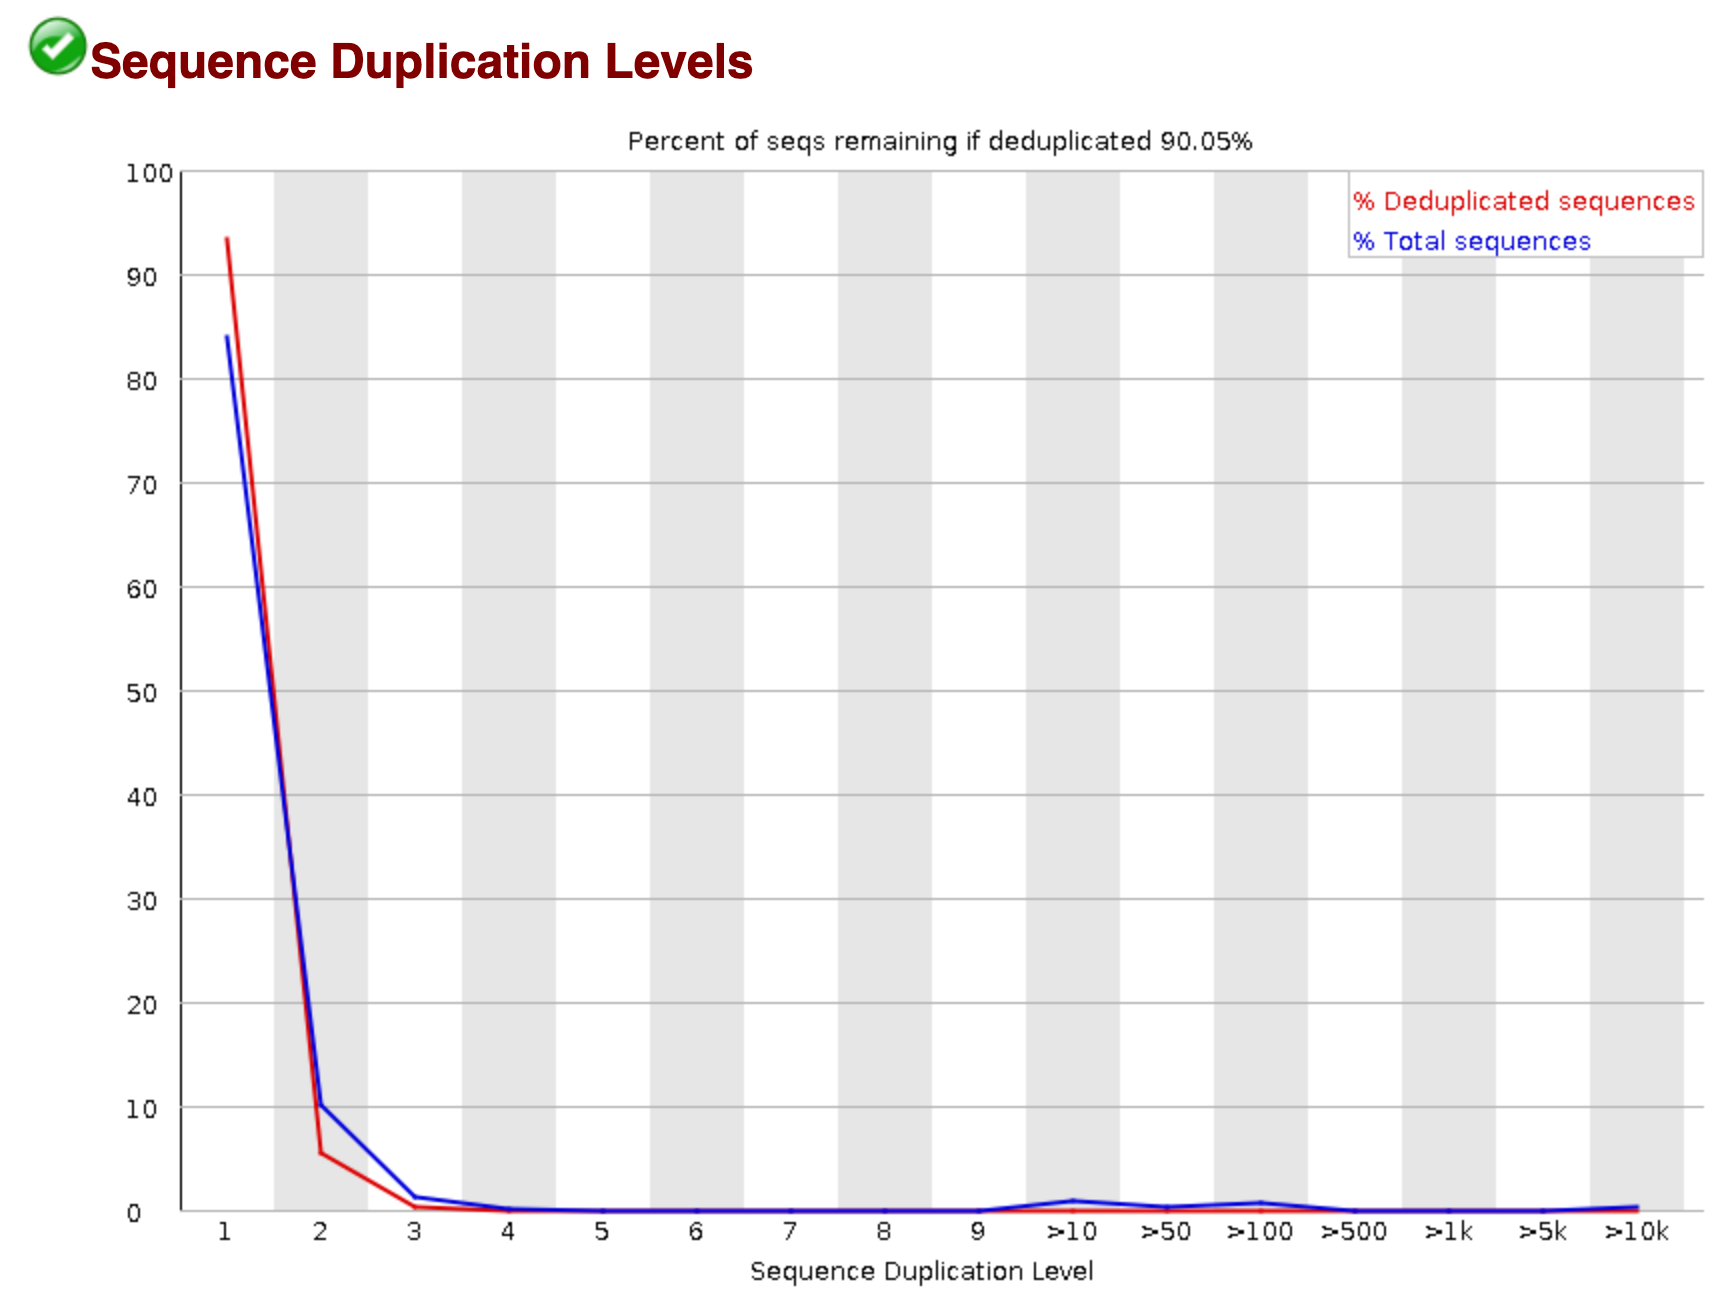 Sequence Duplication Levels
Percent of seqs remaining if deduplicated 90.05%
% Deduplicated sequences
% Total sequences
100
90
80
70
60
50
40
30
20
10
0
1 2 3 4 5 6 7 8 9 >10 >50 >100 >500 >1k >5k >10k
Sequence Duplication Level